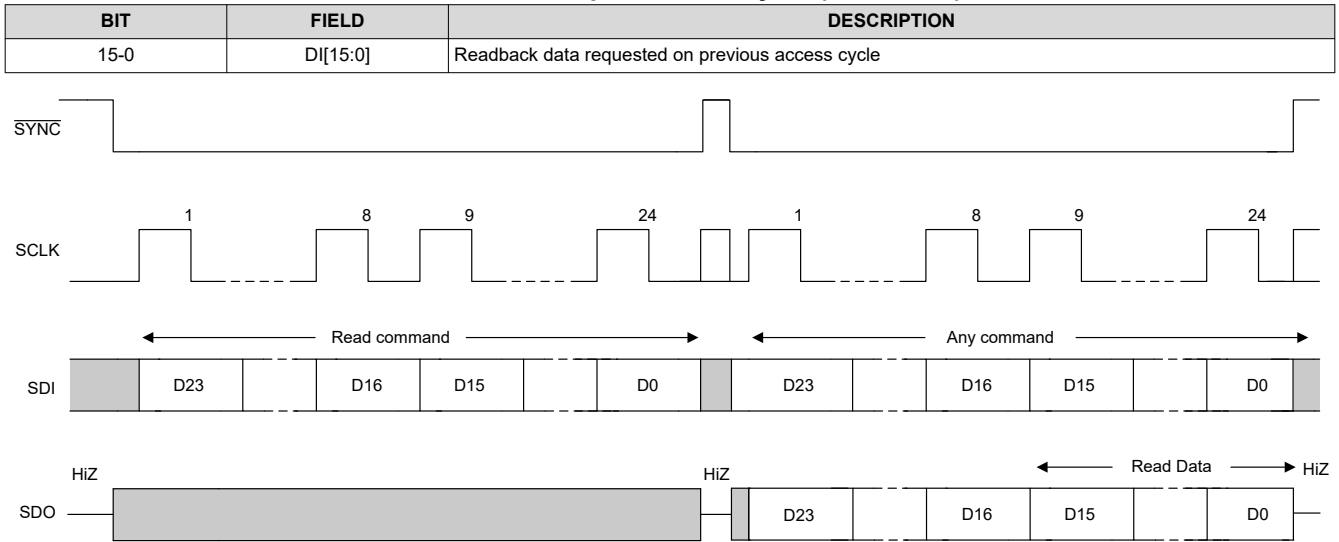 BIT FIELD DESCRIPTION
15-0 DI[15:0] Readback data requested on previous access cycle
SYNC
1 8 9 24 1 8 9 24
SCLK
Read command Any command
SDI D23 D16 D15 D0 D23 D16 D15 D0
HiZ HiZ Read Data HiZ
SDO D23 D16 D15 D0